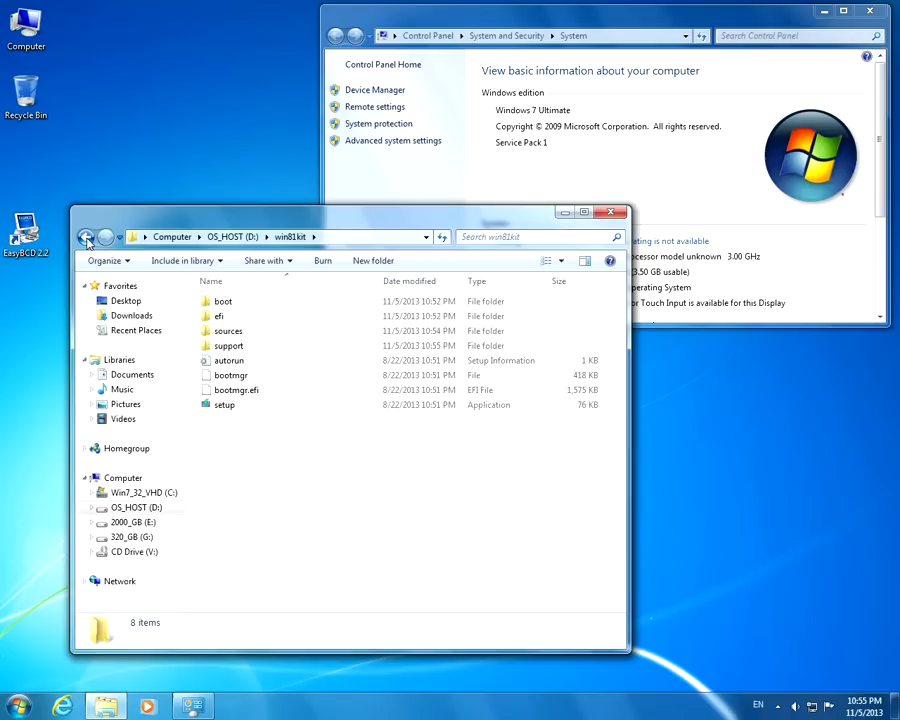 Computer
Recycle Bin
EasyBCD 2.2
Control Panel System and Security System
Search Control Panel
Control Panel Home
Device Manager
Remote settings
System protection
Advanced system settings
View basic information about your computer
Windows edition
Windows 7 Ultimate
Copyright © 2009 Microsoft Corporation. All rights reserved.
Service Pack 1
System
ating is not available
ocessor model unknown 3.00 GHz
(3.50 GB usable)
perating System
or Touch Input is available for this Display
Computer OS_HOST (D:) win81kit
Search win81kit
Organize Include in library Share with Burn New folder
Name Date modified Type Size
Favorites
Desktop
Downloads
Recent Places
Libraries
Documents
Music
Pictures
Videos
Homegroup
Computer
Win7_32_VHD (C:)
OS_HOST (D:)
2000_GB (E:)
320_GB (G:)
CD Drive (V:)
Network
boot 11/5/2013 10:52 PM File folder
efi 11/5/2013 10:52 PM File folder
sources 11/5/2013 10:54 PM File folder
support 11/5/2013 10:55 PM File folder
autorun 8/22/2013 10:51 PM Setup Information 1 KB
bootmgr 8/22/2013 10:51 PM File 418 KB
bootmgr.efi 8/22/2013 10:51 PM EFI File 1,575 KB
setup 8/22/2013 10:51 PM Application 76 KB
8 items
EN
10:55 PM
11/5/2013